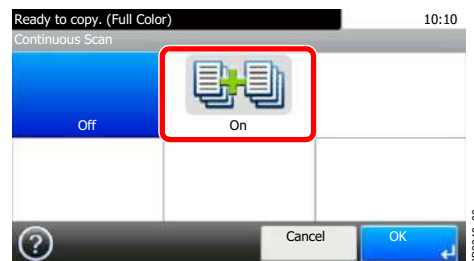 Ready to copy. (Full Color) 10:10
Continuous Scan
Off On
? Cancel OK